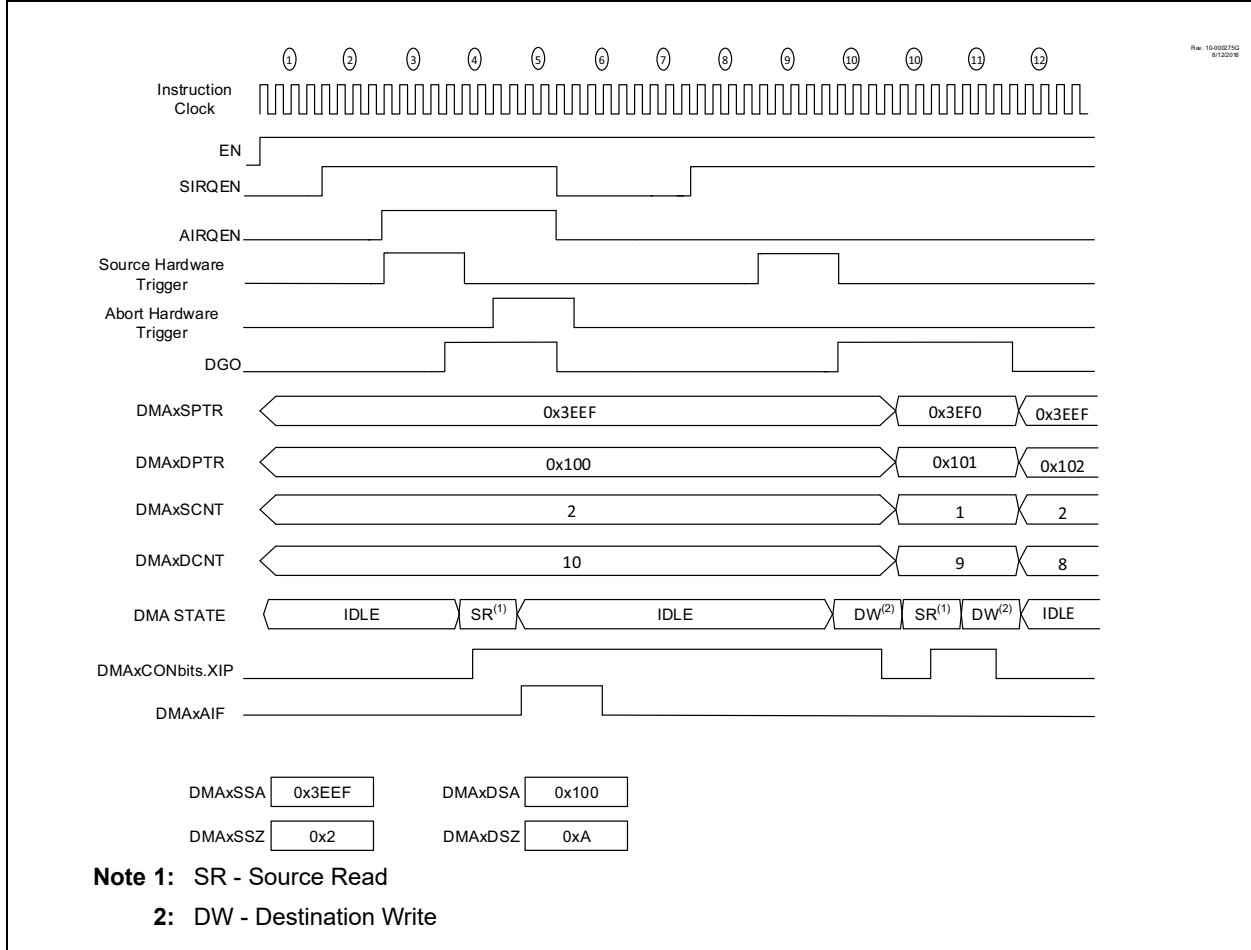 Rev. 10-000275G
8/12/2016
1 2 3 4 5 6 7 8 9 10 10 11 12
Instruction
Clock
EN
SIRQEN
AIRQEN
Source Hardware
Trigger
Abort Hardware
Trigger
DGO
DMAxSPTR 0x3EEF 0x3EF0 0x3EEF
DMAxDPTR 0x100 0x101 0x102
DMAxSCNT 2 1 2
DMAxDCNT 10 9 8
DMA STATE IDLE SR(1) IDLE DW(2) SR(1) DW(2) IDLE
DMAxCONbits.XIP
DMAxAIF
DMAxSSA 0x3EEF DMAxDSA 0x100
DMAxSSZ 0x2 DMAxDSZ 0xA
Note 1: SR - Source Read
2: DW - Destination Write